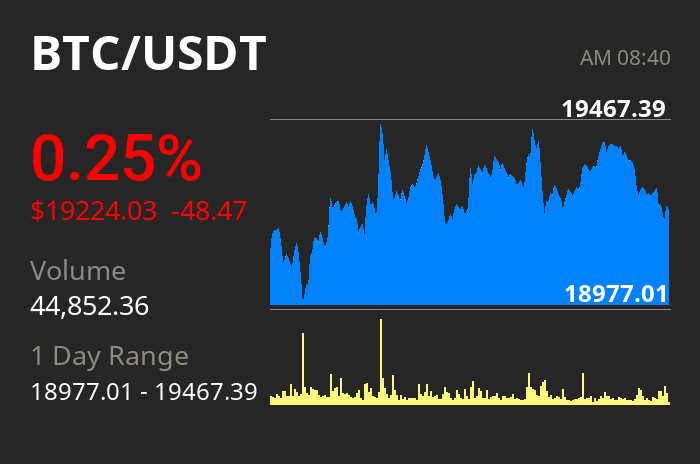 BTC/USDT
AM 08:40
19467.39
0.25%
$19224.03 -48.47
Volume
44,852.36
18977.01
1 Day Range
18977.01 - 19467.39